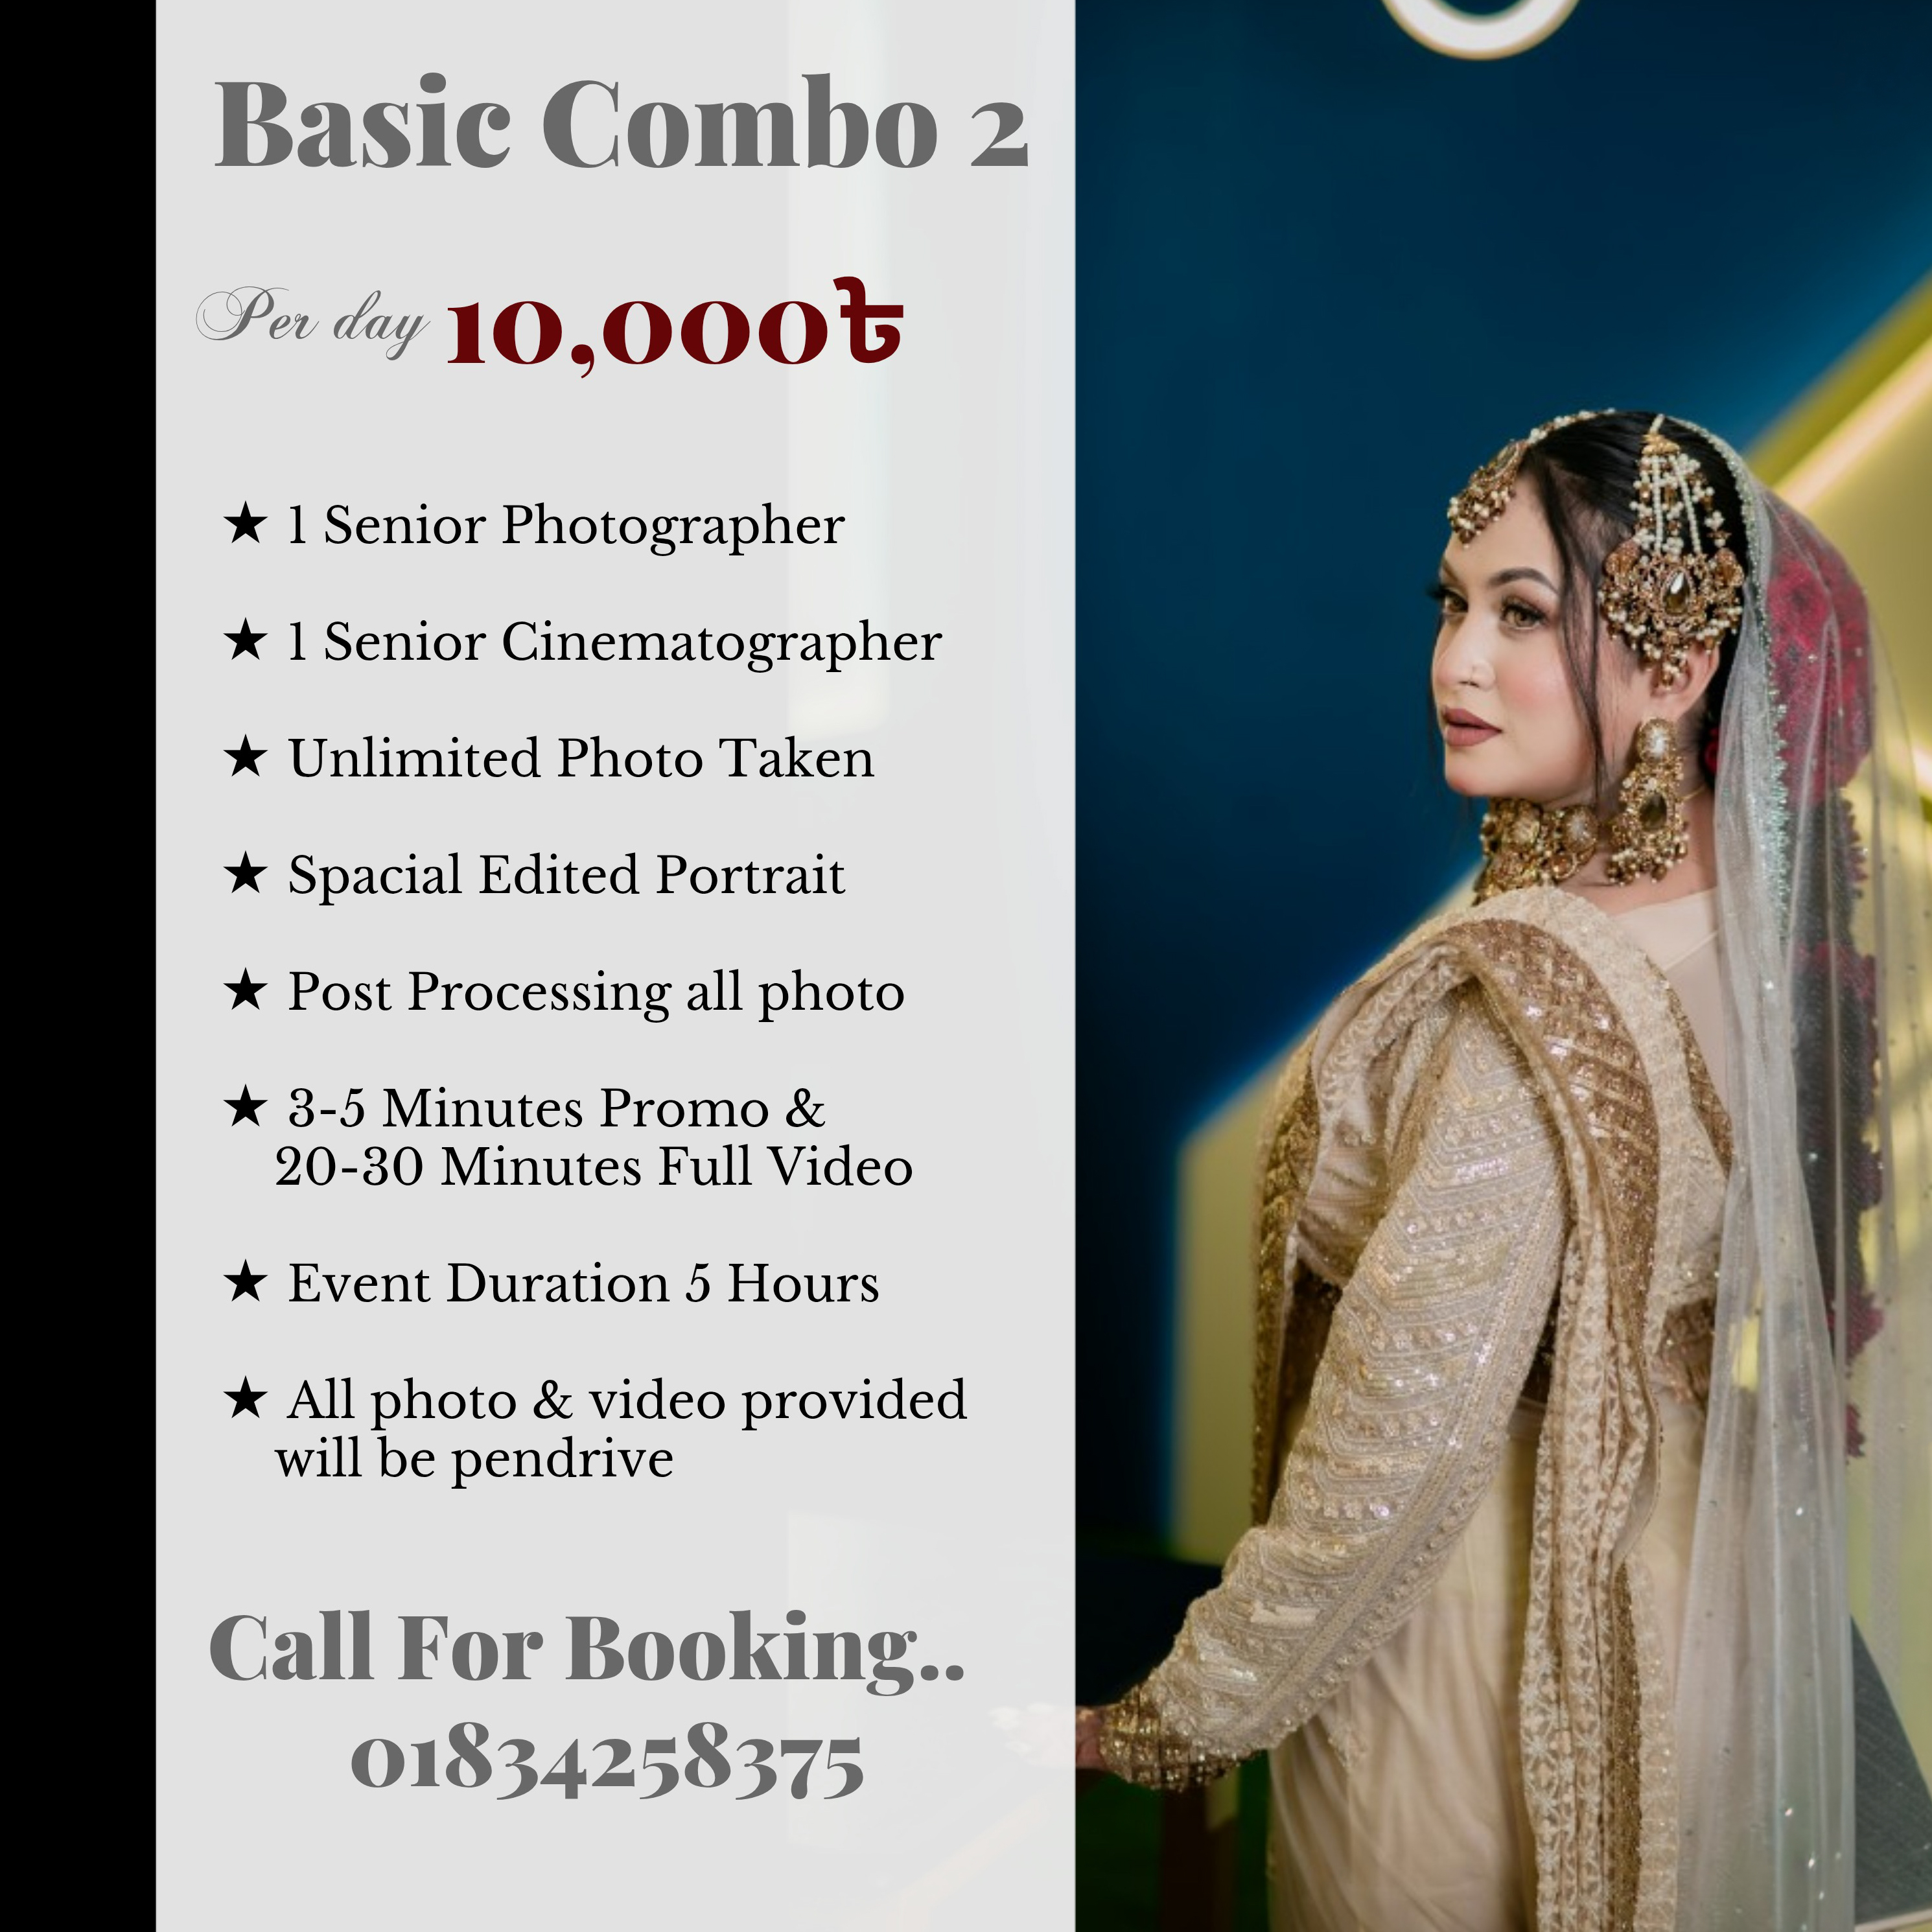 Basic Combo 2
Per day 10,000৳
★ 1 Senior Photographer
★ 1 Senior Cinematographer
★ Unlimited Photo Taken
★ Spacial Edited Portrait
★ Post Processing all photo
★ 3-5 Minutes Promo &
20-30 Minutes Full Video
★ Event Duration 5 Hours
★ All photo & video provided
will be pendrive
Call For Booking..
01834258375